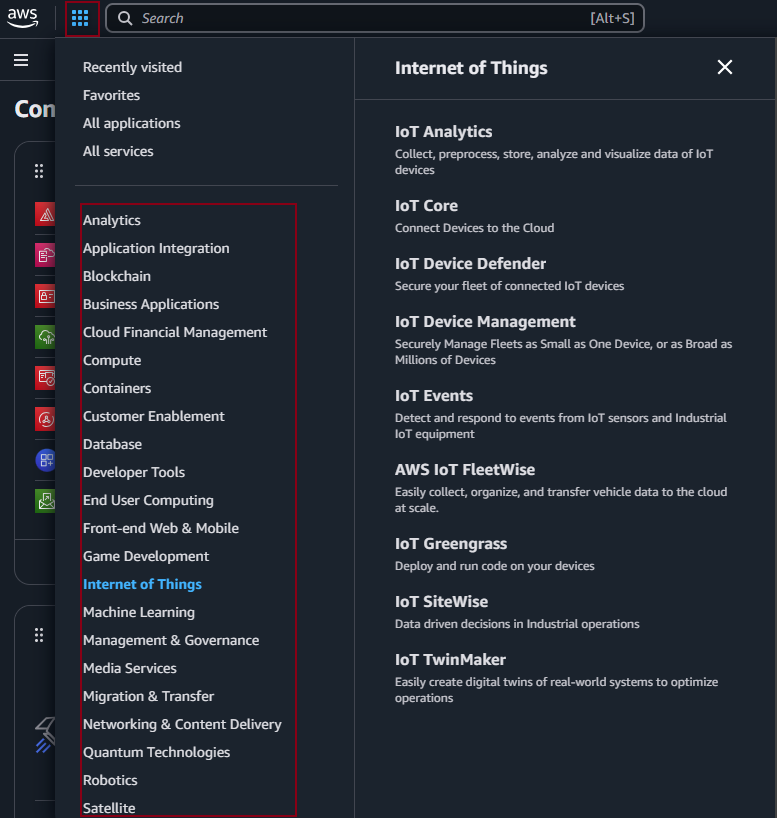 aws
Search [Alt+S]
Con
Recently visited
Favorites
All applications
All services
Analytics
Application Integration
Blockchain
Business Applications
Cloud Financial Management
Compute
Containers
Customer Enablement
Database
Developer Tools
End User Computing
Front-end Web & Mobile
Game Development
Internet of Things
Machine Learning
Management & Governance
Media Services
Migration & Transfer
Networking & Content Delivery
Quantum Technologies
Robotics
Satellite
Internet of Things
IoT Analytics
Collect, preprocess, store, analyze and visualize data of IoT
devices
IoT Core
Connect Devices to the Cloud
IoT Device Defender
Secure your fleet of connected IoT devices
IoT Device Management
Securely Manage Fleets as Small as One Device, or as Broad as
Millions of Devices
IoT Events
Detect and respond to events from IoT sensors and Industrial
IoT equipment
AWS IoT FleetWise
Easily collect, organize, and transfer vehicle data to the cloud
at scale.
IoT Greengrass
Deploy and run code on your devices
IoT SiteWise
Data driven decisions in Industrial operations
IoT TwinMaker
Easily create digital twins of real-world systems to optimize
operations